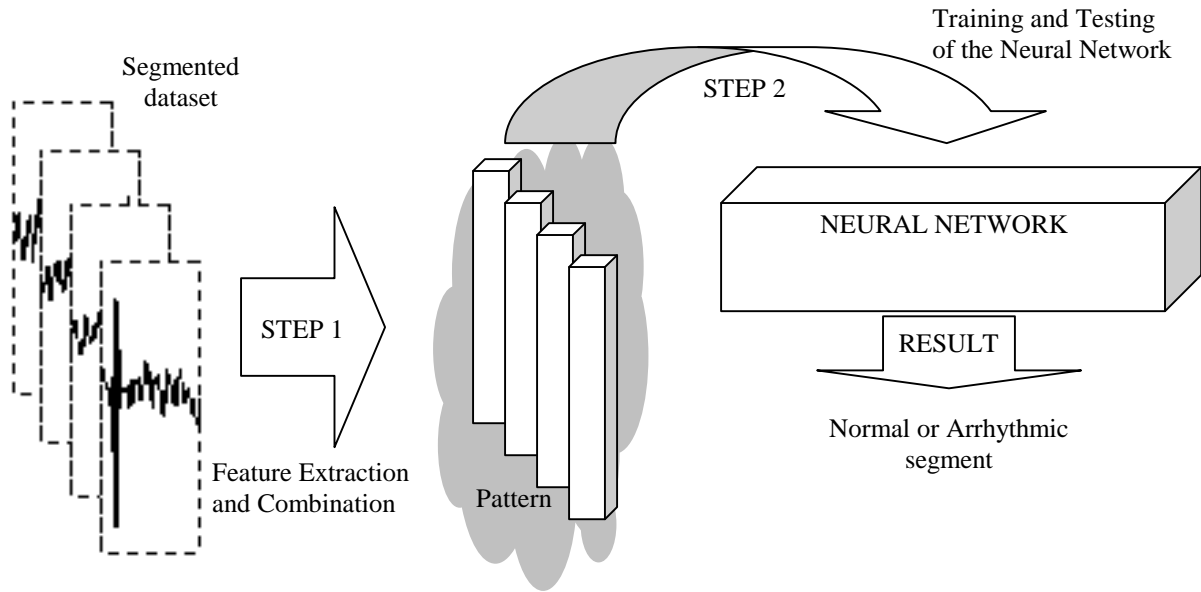 Segmented
dataset
STEP 1
Feature Extraction
and Combination
Pattern
STEP 2
Training and Testing
of the Neural Network
NEURAL NETWORK
RESULT
Normal or Arrhythmic
segment